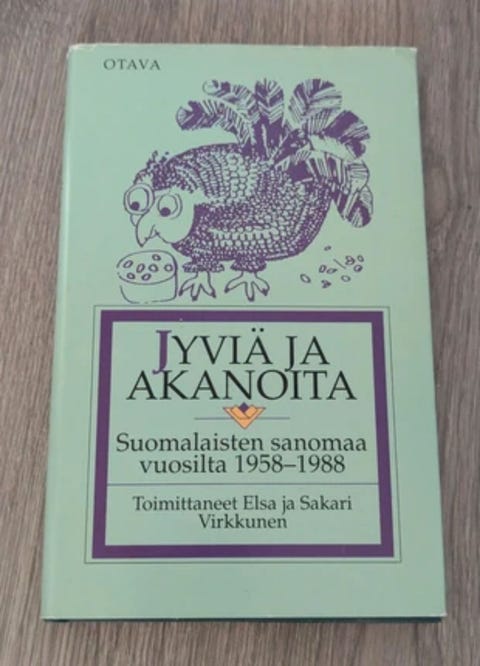 OTAVA
JYVIÄ JA
AKANOITA
Suomalaisten sanomaa
vuosilta 1958–1988
Toimittaneet Elsa ja Sakari
Virkkunen